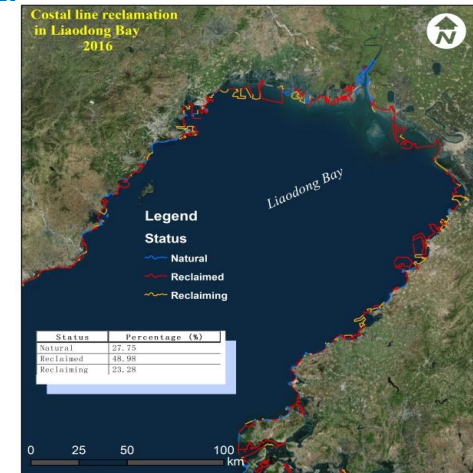 Costal line reclamation
in Liaodong Bay
2016
N
Liaodong Bay
Legend
Status
Natural
Reclaimed
Reclaiming
Status Percentage (%)
Natural 27.75
Reclaimed 48.98
Reclaiming 23.28
0 25 50 100
km